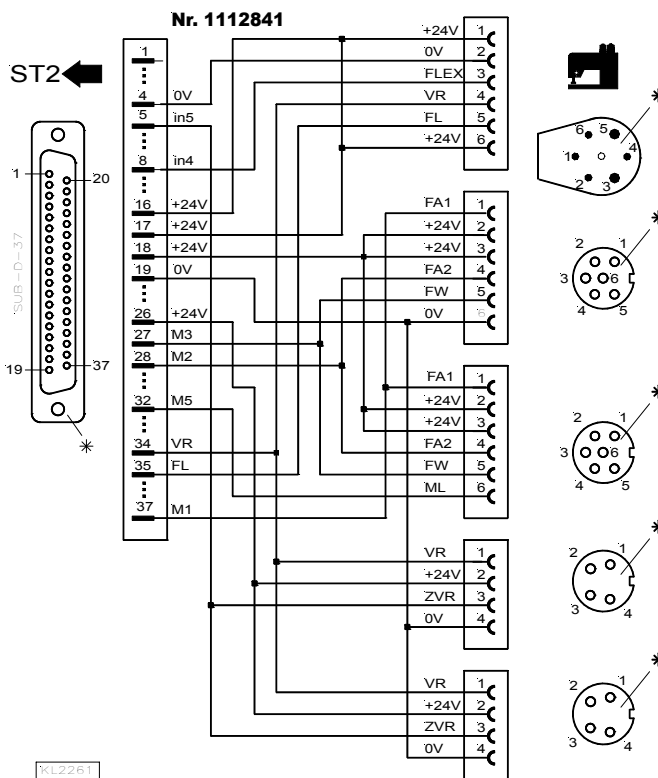 Nr. 1112841
ST2
SUB-D-37
1
20
19
37
1
4 0V
5 in5
8 in4
16 +24V
17 +24V
18 +24V
19 0V
26 +24V
27 M3
28 M2
32 M5
34 VR
35 FL
37 M1
+24V 1
0V 2
FLEX 3
VR 4
FL 5
+24V 6
FA1 1
+24V 2
+24V 3
FA2 4
FW 5
0V 6
FA1 1
+24V 2
+24V 3
FA2 4
FW 5
ML 6
VR 1
+24V 2
ZVR 3
0V 4
VR 1
+24V 2
ZVR 3
0V 4
6 5 4
1
2 3
2 1
3 6
4 5
2 1
3 6
4 5
2 1
3 4
2 1
3 4
KL2261